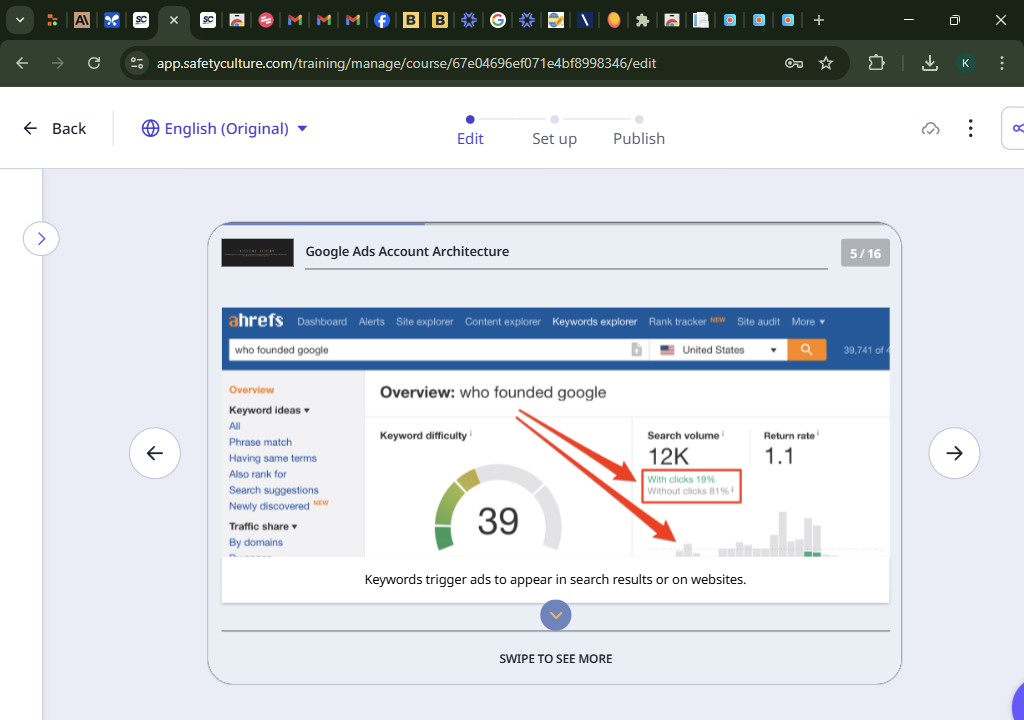 app.safetyculture.com/training/manage/course/67e04696ef071e4bf8998346/edit
K
Back
English (Original)
Edit
Set up
Publish
Google Ads Account Architecture
5 / 16
ahrefs Dashboard Alerts Site explorer Content explorer Keywords explorer Rank tracker NEW Site audit More
who founded google
United States
Overview
Overview: who founded google
Keyword ideas
All
Phrase match
Having same terms
Also rank for
Search suggestions
Newly discovered NEW
Traffic share
By domains
Keyword difficulty
39
Search volume
12K
With clicks 19%
Without clicks 81%
Return rate
1.1
Keywords trigger ads to appear in search results or on websites.
SWIPE TO SEE MORE